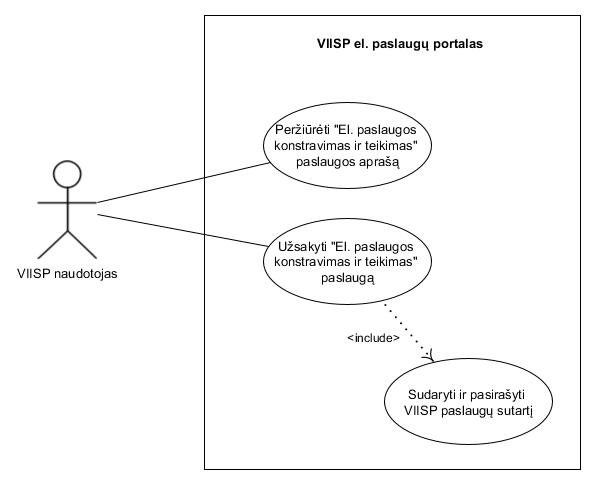 VIISP el. paslaugų portalas
Peržiūrėti "El. paslaugos
konstravimas ir teikimas"
paslaugos aprašą
VIISP naudotojas
Užsakyti "El. paslaugos
konstravimas ir teikimas"
paslaugą
<include>
Sudaryti ir pasirašyti
VIISP paslaugų sutartį